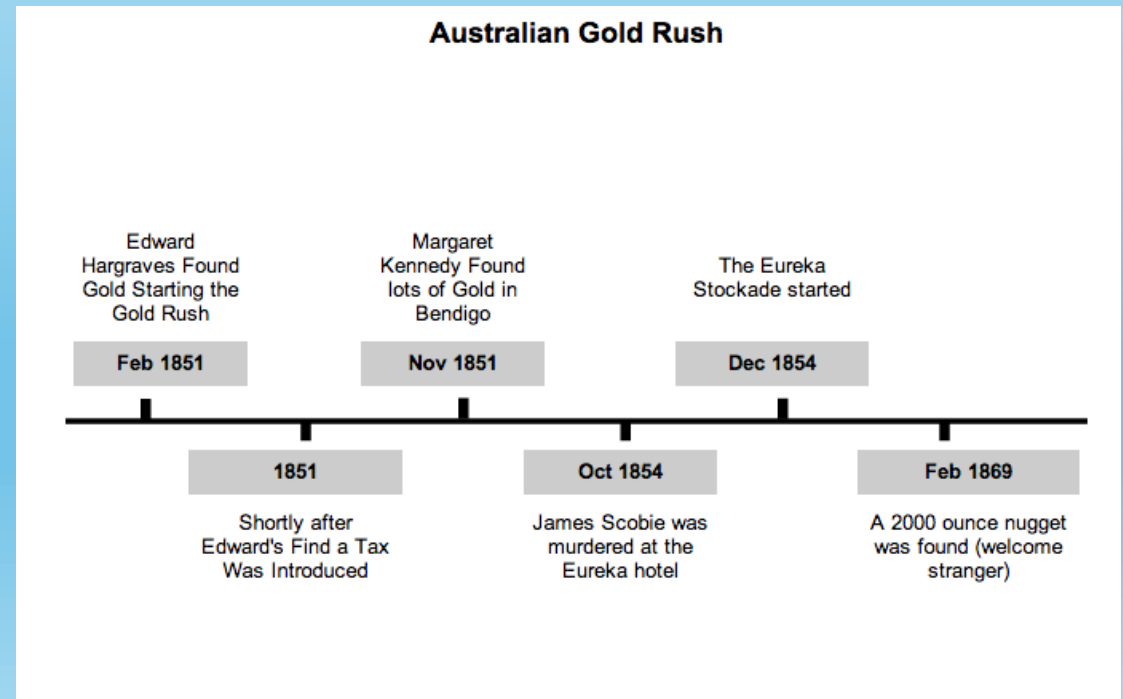 Australian Gold Rush
Edward
Hargraves Found
Gold Starting the
Gold Rush
Feb 1851
1851
Shortly after
Edward's Find a Tax
Was Introduced
Margaret
Kennedy Found
lots of Gold in
Bendigo
Nov 1851
Oct 1854
James Scobie was
murdered at the
Eureka hotel
The Eureka
Stockade started
Dec 1854
Feb 1869
A 2000 ounce nugget
was found (welcome
stranger)